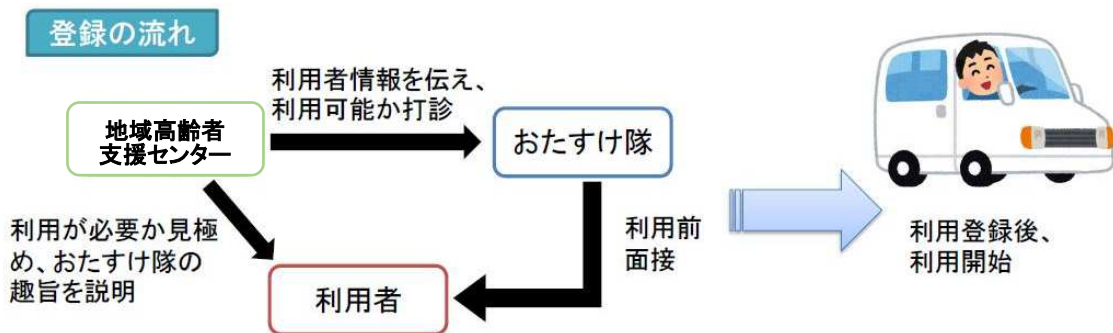 登録の流れ
利用者情報を伝え、
利用可能か打診
地域高齢者
支援センター
おたすけ隊
利用が必要か見極
め、おたすけ隊の
趣旨を説明
利用者
利用前
面接
利用登録後、
利用開始